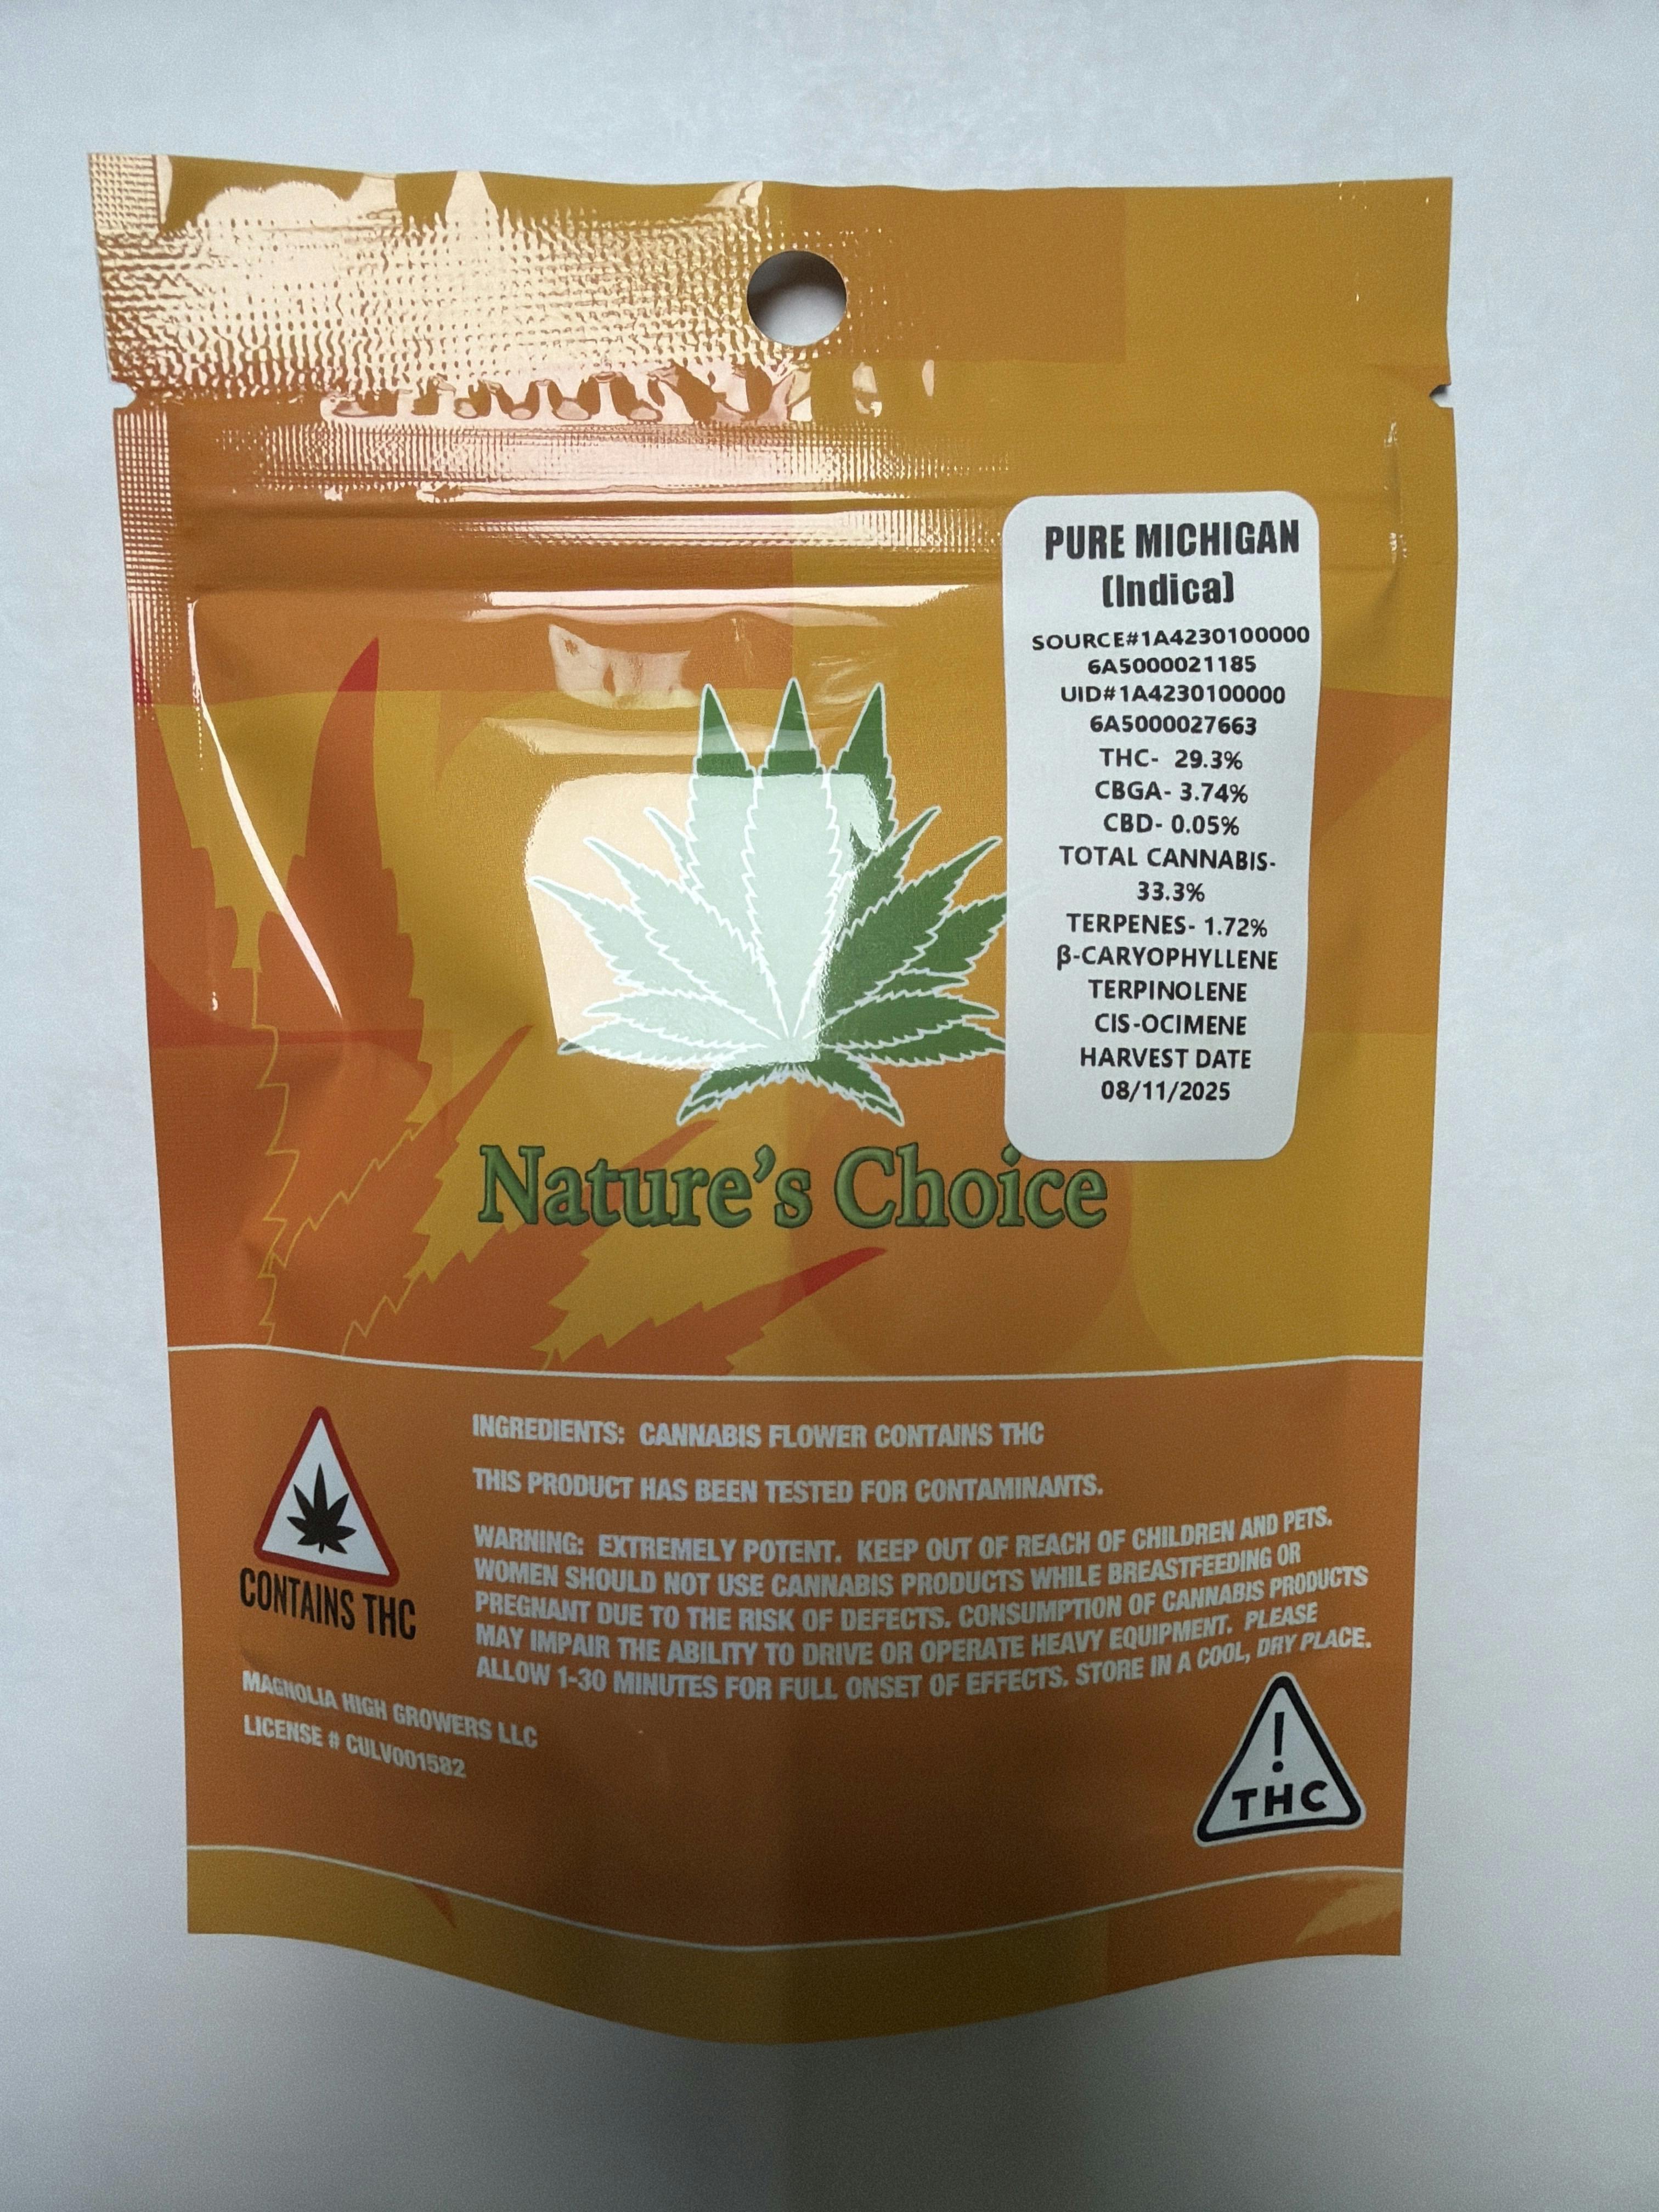 PURE MICHIGAN
(Indica)
SOURCE#1A4230100000
6A5000021185
UID#1A4230100000
6A5000027663
THC- 29.3%
CBGA- 3.74%
CBD- 0.05%
TOTAL CANNABIS-
33.3%
TERPENES- 1.72%
β-CARYOPHYLLENE
TERPINOLENE
CIS-OCIMENE
HARVEST DATE
08/11/2025
Nature's Choice
INGREDIENTS: CANNABIS FLOWER CONTAINS THC
THIS PRODUCT HAS BEEN TESTED FOR CONTAMINANTS.
WARNING: EXTREMELY POTENT. KEEP OUT OF REACH OF CHILDREN AND PETS.
WOMEN SHOULD NOT USE CANNABIS PRODUCTS WHILE BREASTFEEDING OR
PREGNANT DUE TO THE RISK OF DEFECTS. CONSUMPTION OF CANNABIS PRODUCTS
MAY IMPAIR THE ABILITY TO DRIVE OR OPERATE HEAVY EQUIPMENT. PLEASE
ALLOW 1-30 MINUTES FOR FULL ONSET OF EFFECTS. STORE IN A COOL, DRY PLACE.
CONTAINS THC
MAGNOLIA HIGH GROWERS LLC
LICENSE # CULV001582
!
THC